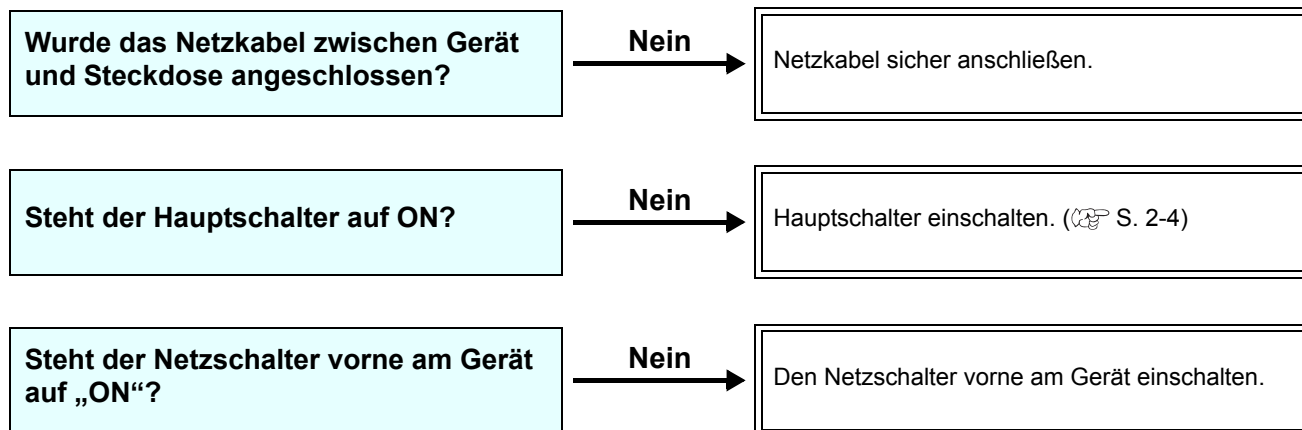 Wurde das Netzkabel zwischen Gerät
und Steckdose angeschlossen?
Nein
Netzkabel sicher anschließen.
Steht der Hauptschalter auf ON?
Nein
Hauptschalter einschalten. (☞ S. 2-4)
Steht der Netzschalter vorne am Gerät
auf „ON“?
Nein
Den Netzschalter vorne am Gerät einschalten.